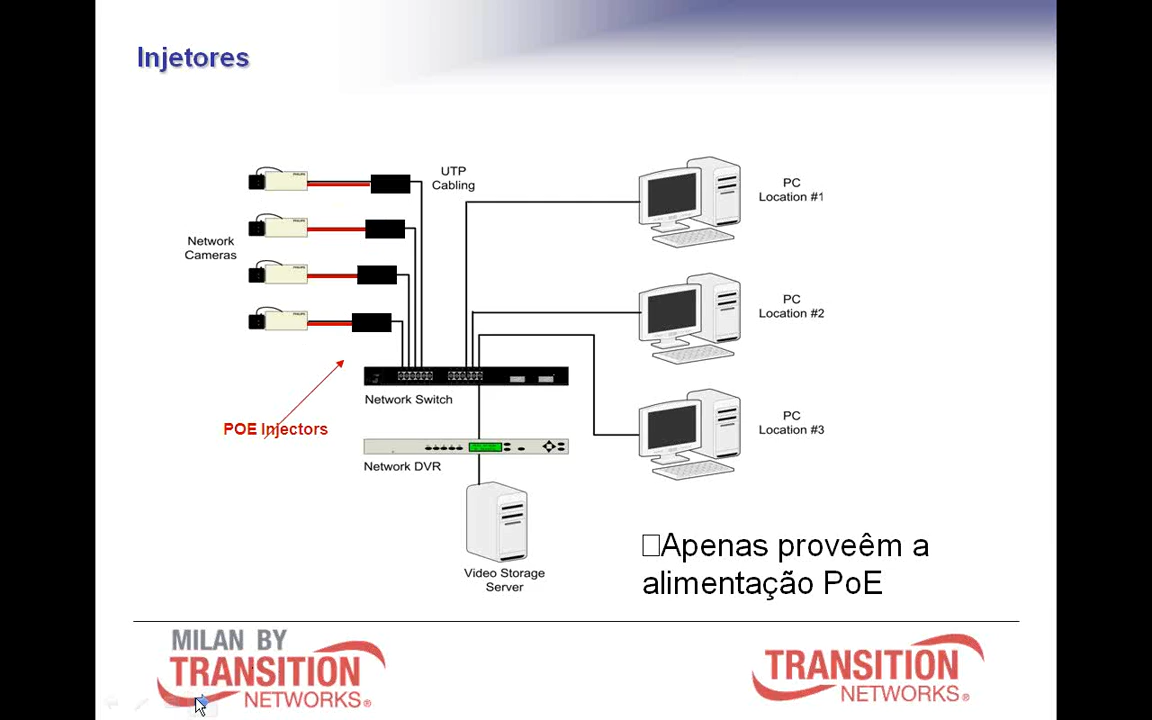 Injetores
UTP
Cabling
Network
Cameras
PC
Location #1
PC
Location #2
PC
Location #3
POE Injectors
Network Switch
Network DVR
Video Storage
Server
□Apenas proveêm a
alimentação PoE
MILAN BY
TRANSITION
NETWORKS®
TRANSITION
NETWORKS®